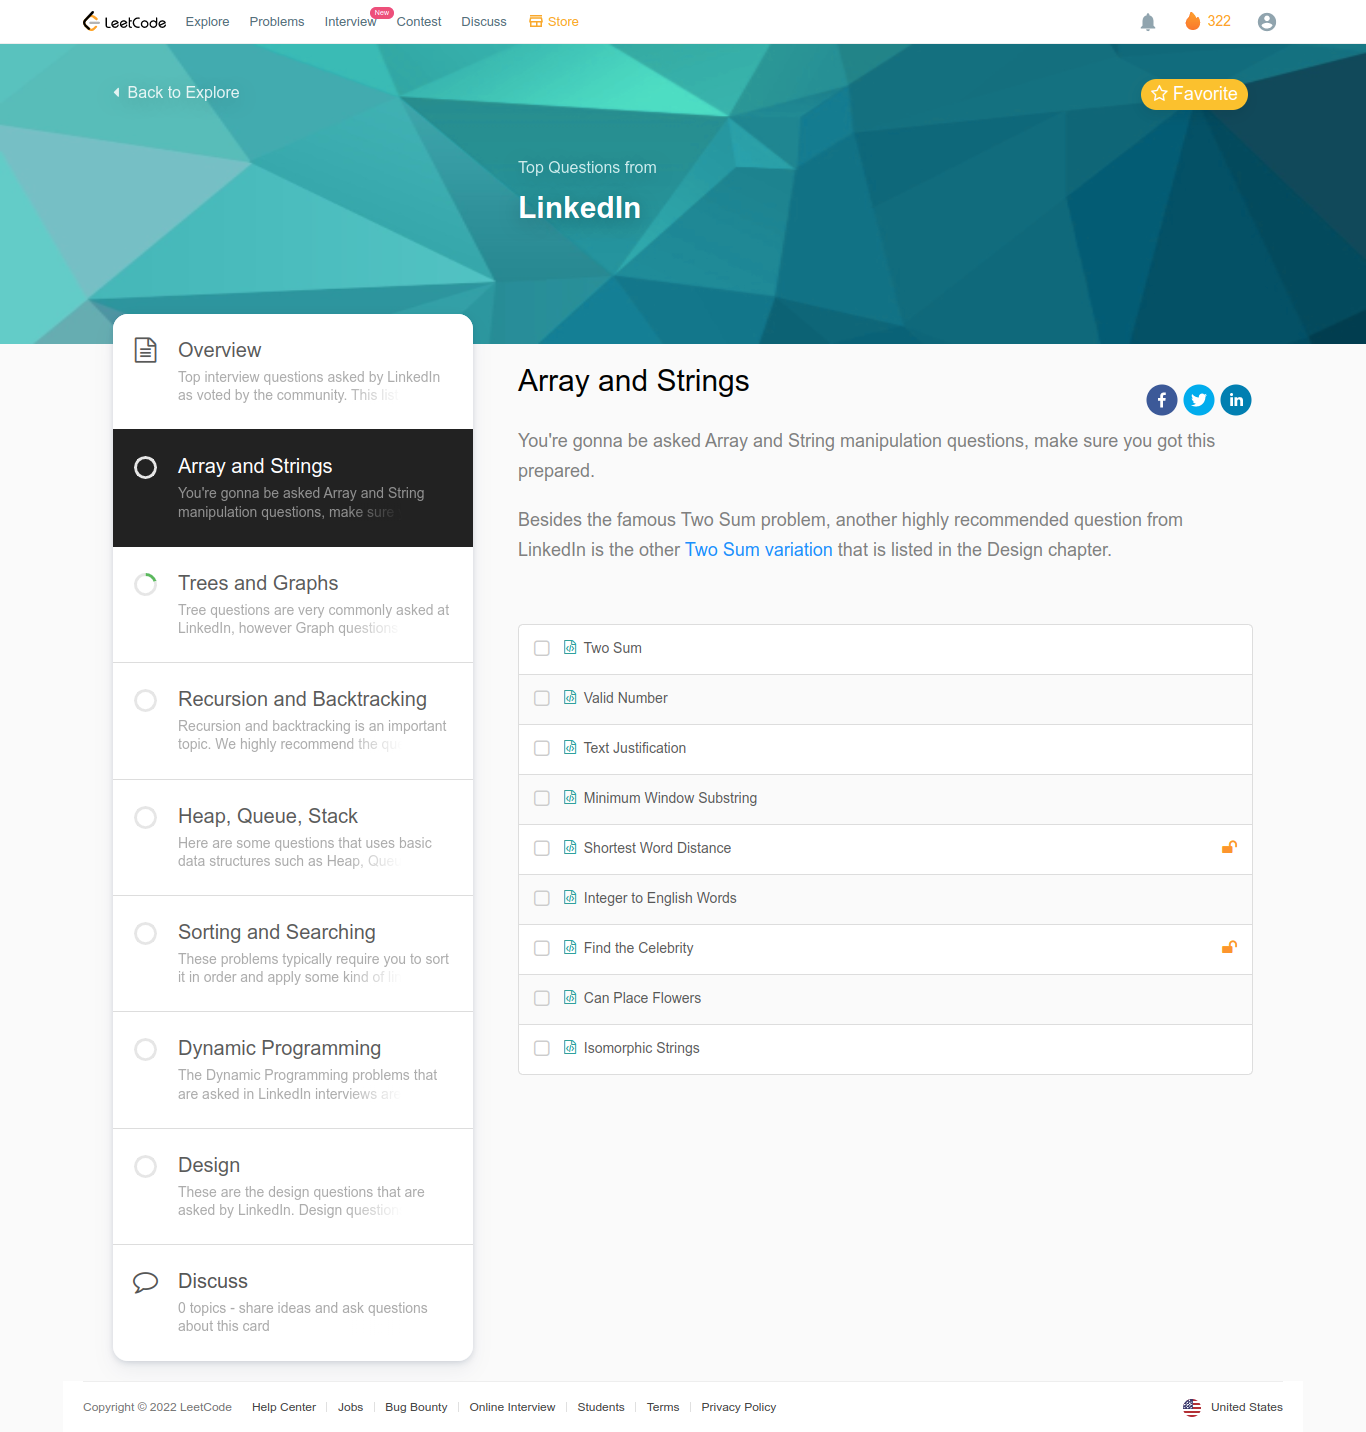 LeetCode Explore Problems Interview New Contest Discuss Store 322
Back to Explore
Favorite
Top Questions from
LinkedIn
Overview
Top interview questions asked by LinkedIn
as voted by the community. This list
Array and Strings
You're gonna be asked Array and String
manipulation questions, make sure
Trees and Graphs
Tree questions are very commonly asked at
LinkedIn, however Graph questions
Recursion and Backtracking
Recursion and backtracking is an important
topic. We highly recommend the
Heap, Queue, Stack
Here are some questions that uses basic
data structures such as Heap,
Sorting and Searching
These problems typically require you to sort
it in order and apply some kind of
Dynamic Programming
The Dynamic Programming problems that
are asked in LinkedIn interviews are
Design
These are the design questions that are
asked by LinkedIn. Design
Discuss
0 topics - share ideas and ask questions
about this card
Array and Strings
You're gonna be asked Array and String manipulation questions, make sure you got this
prepared.
Besides the famous Two Sum problem, another highly recommended question from
LinkedIn is the other Two Sum variation that is listed in the Design chapter.
Two Sum
Valid Number
Text Justification
Minimum Window Substring
Shortest Word Distance
Integer to English Words
Find the Celebrity
Can Place Flowers
Isomorphic Strings
Copyright © 2022 LeetCode Help Center Jobs Bug Bounty Online Interview Students Terms Privacy Policy United States